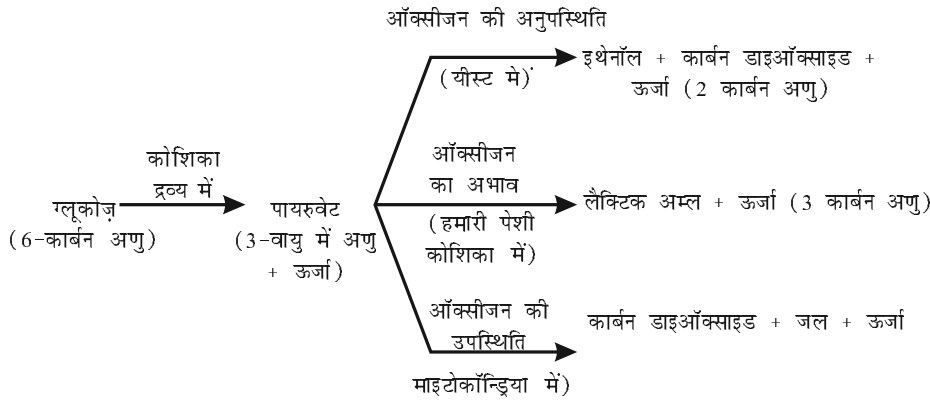 ऑक्सीजन की अनुपस्थिति
(यीस्ट मे)ं
इथेनॉल + कार्बन डाइऑक्साइड +
ऊर्जा (2 कार्बन अणु)
ग्लूकोज़
(6-कार्बन अणु)
कोशिका
द्रव्य में
पायरुवेट
(3-वायु में अणु
+ ऊर्जा)
ऑक्सीजन
का अभाव
(हमारी पेशी
कोशिका में)
लैक्टिक अम्ल + ऊर्जा (3 कार्बन अणु)
ऑक्सीजन की
उपस्थिति
माइटोकॉन्ड्रिया में)
कार्बन डाइऑक्साइड + जल + ऊर्जा